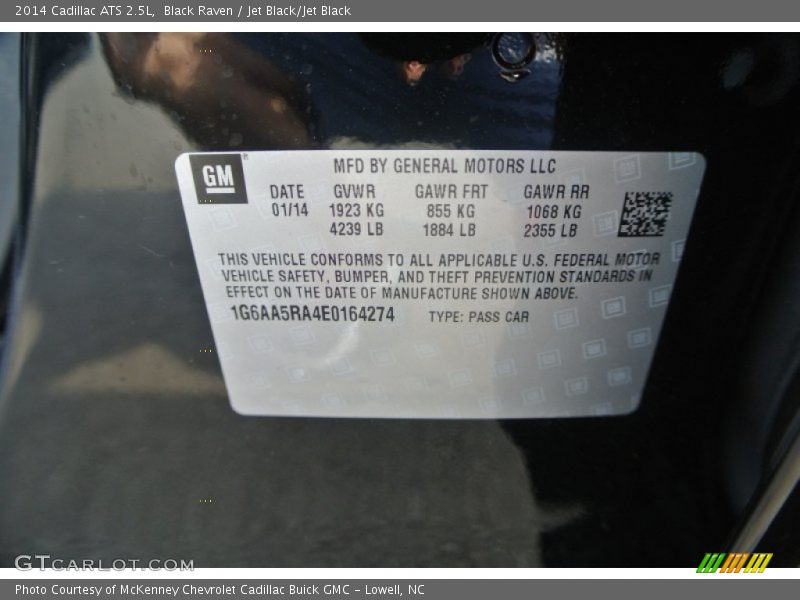 2014 Cadillac ATS 2.5L, Black Raven / Jet Black/Jet Black
GM
MFD BY GENERAL MOTORS LLC
DATE GVWR GAWR FRT GAWR RR
01/14 1923 KG 855 KG 1068 KG
4239 LB 1884 LB 2355 LB
THIS VEHICLE CONFORMS TO ALL APPLICABLE U.S. FEDERAL MOTOR
VEHICLE SAFETY, BUMPER, AND THEFT PREVENTION STANDARDS IN
EFFECT ON THE DATE OF MANUFACTURE SHOWN ABOVE.
1G6AA5RA4E0164274 TYPE: PASS CAR
GTcarlot.com
Photo Courtesy of McKenney Chevrolet Cadillac Buick GMC – Lowell, NC